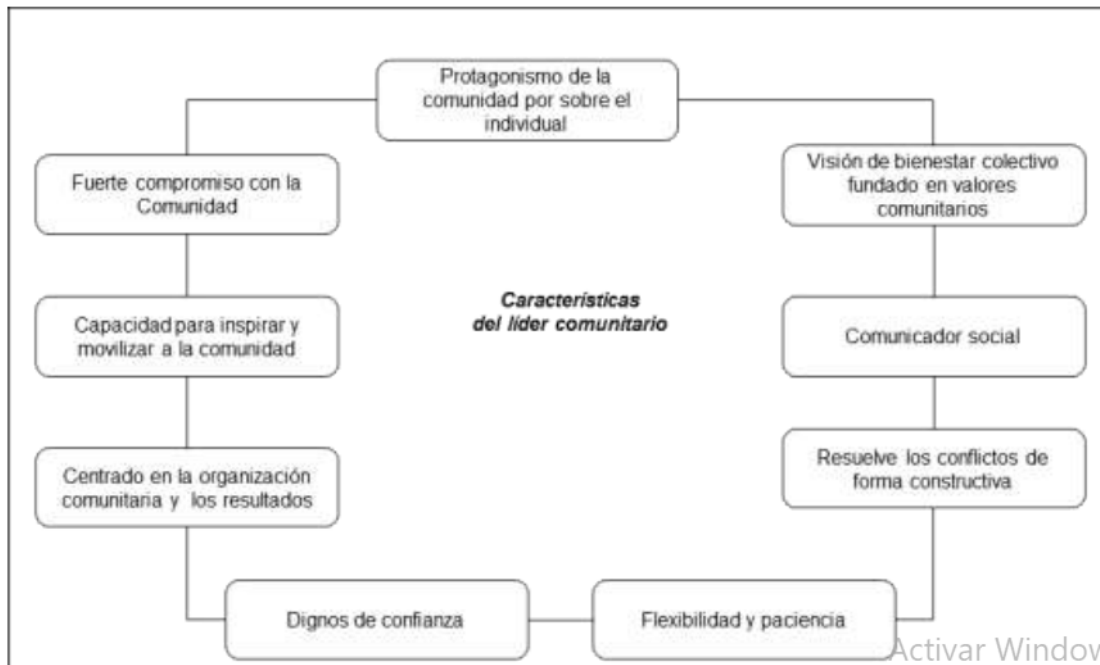 Protagonismo de la
comunidad por sobre el
individual
Fuerte compromiso con la
Comunidad
Visión de bienestar colectivo
fundado en valores
comunitarios
Características
del líder comunitario
Capacidad para inspirar y
movilizar a la comunidad
Comunicador social
Centrado en la organización
comunitaria y los resultados
Resuelve los conflictos de
forma constructiva
Dignos de confianza
Flexibilidad y paciencia
Activar Window